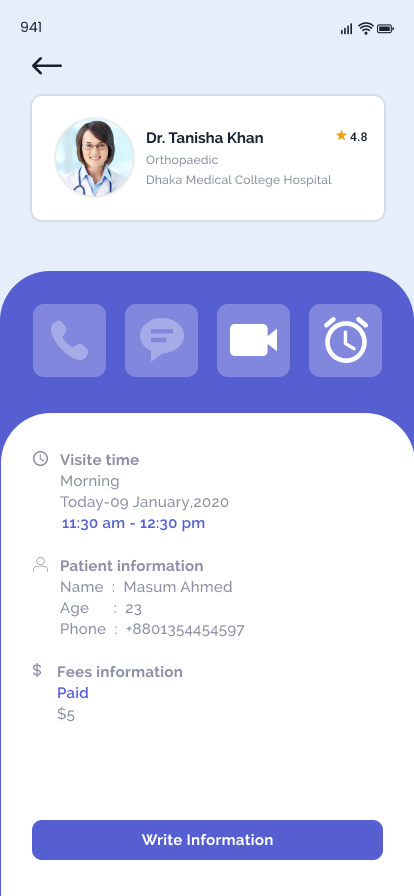 941
Dr. Tanisha Khan
4.8
Orthopaedic
Dhaka Medical College Hospital
Visite time
Morning
Today-09 January,2020
11:30 am - 12:30 pm
Patient information
Name : Masum Ahmed
Age : 23
Phone : +8801354454597
$ Fees information
Paid
$5
Write Information